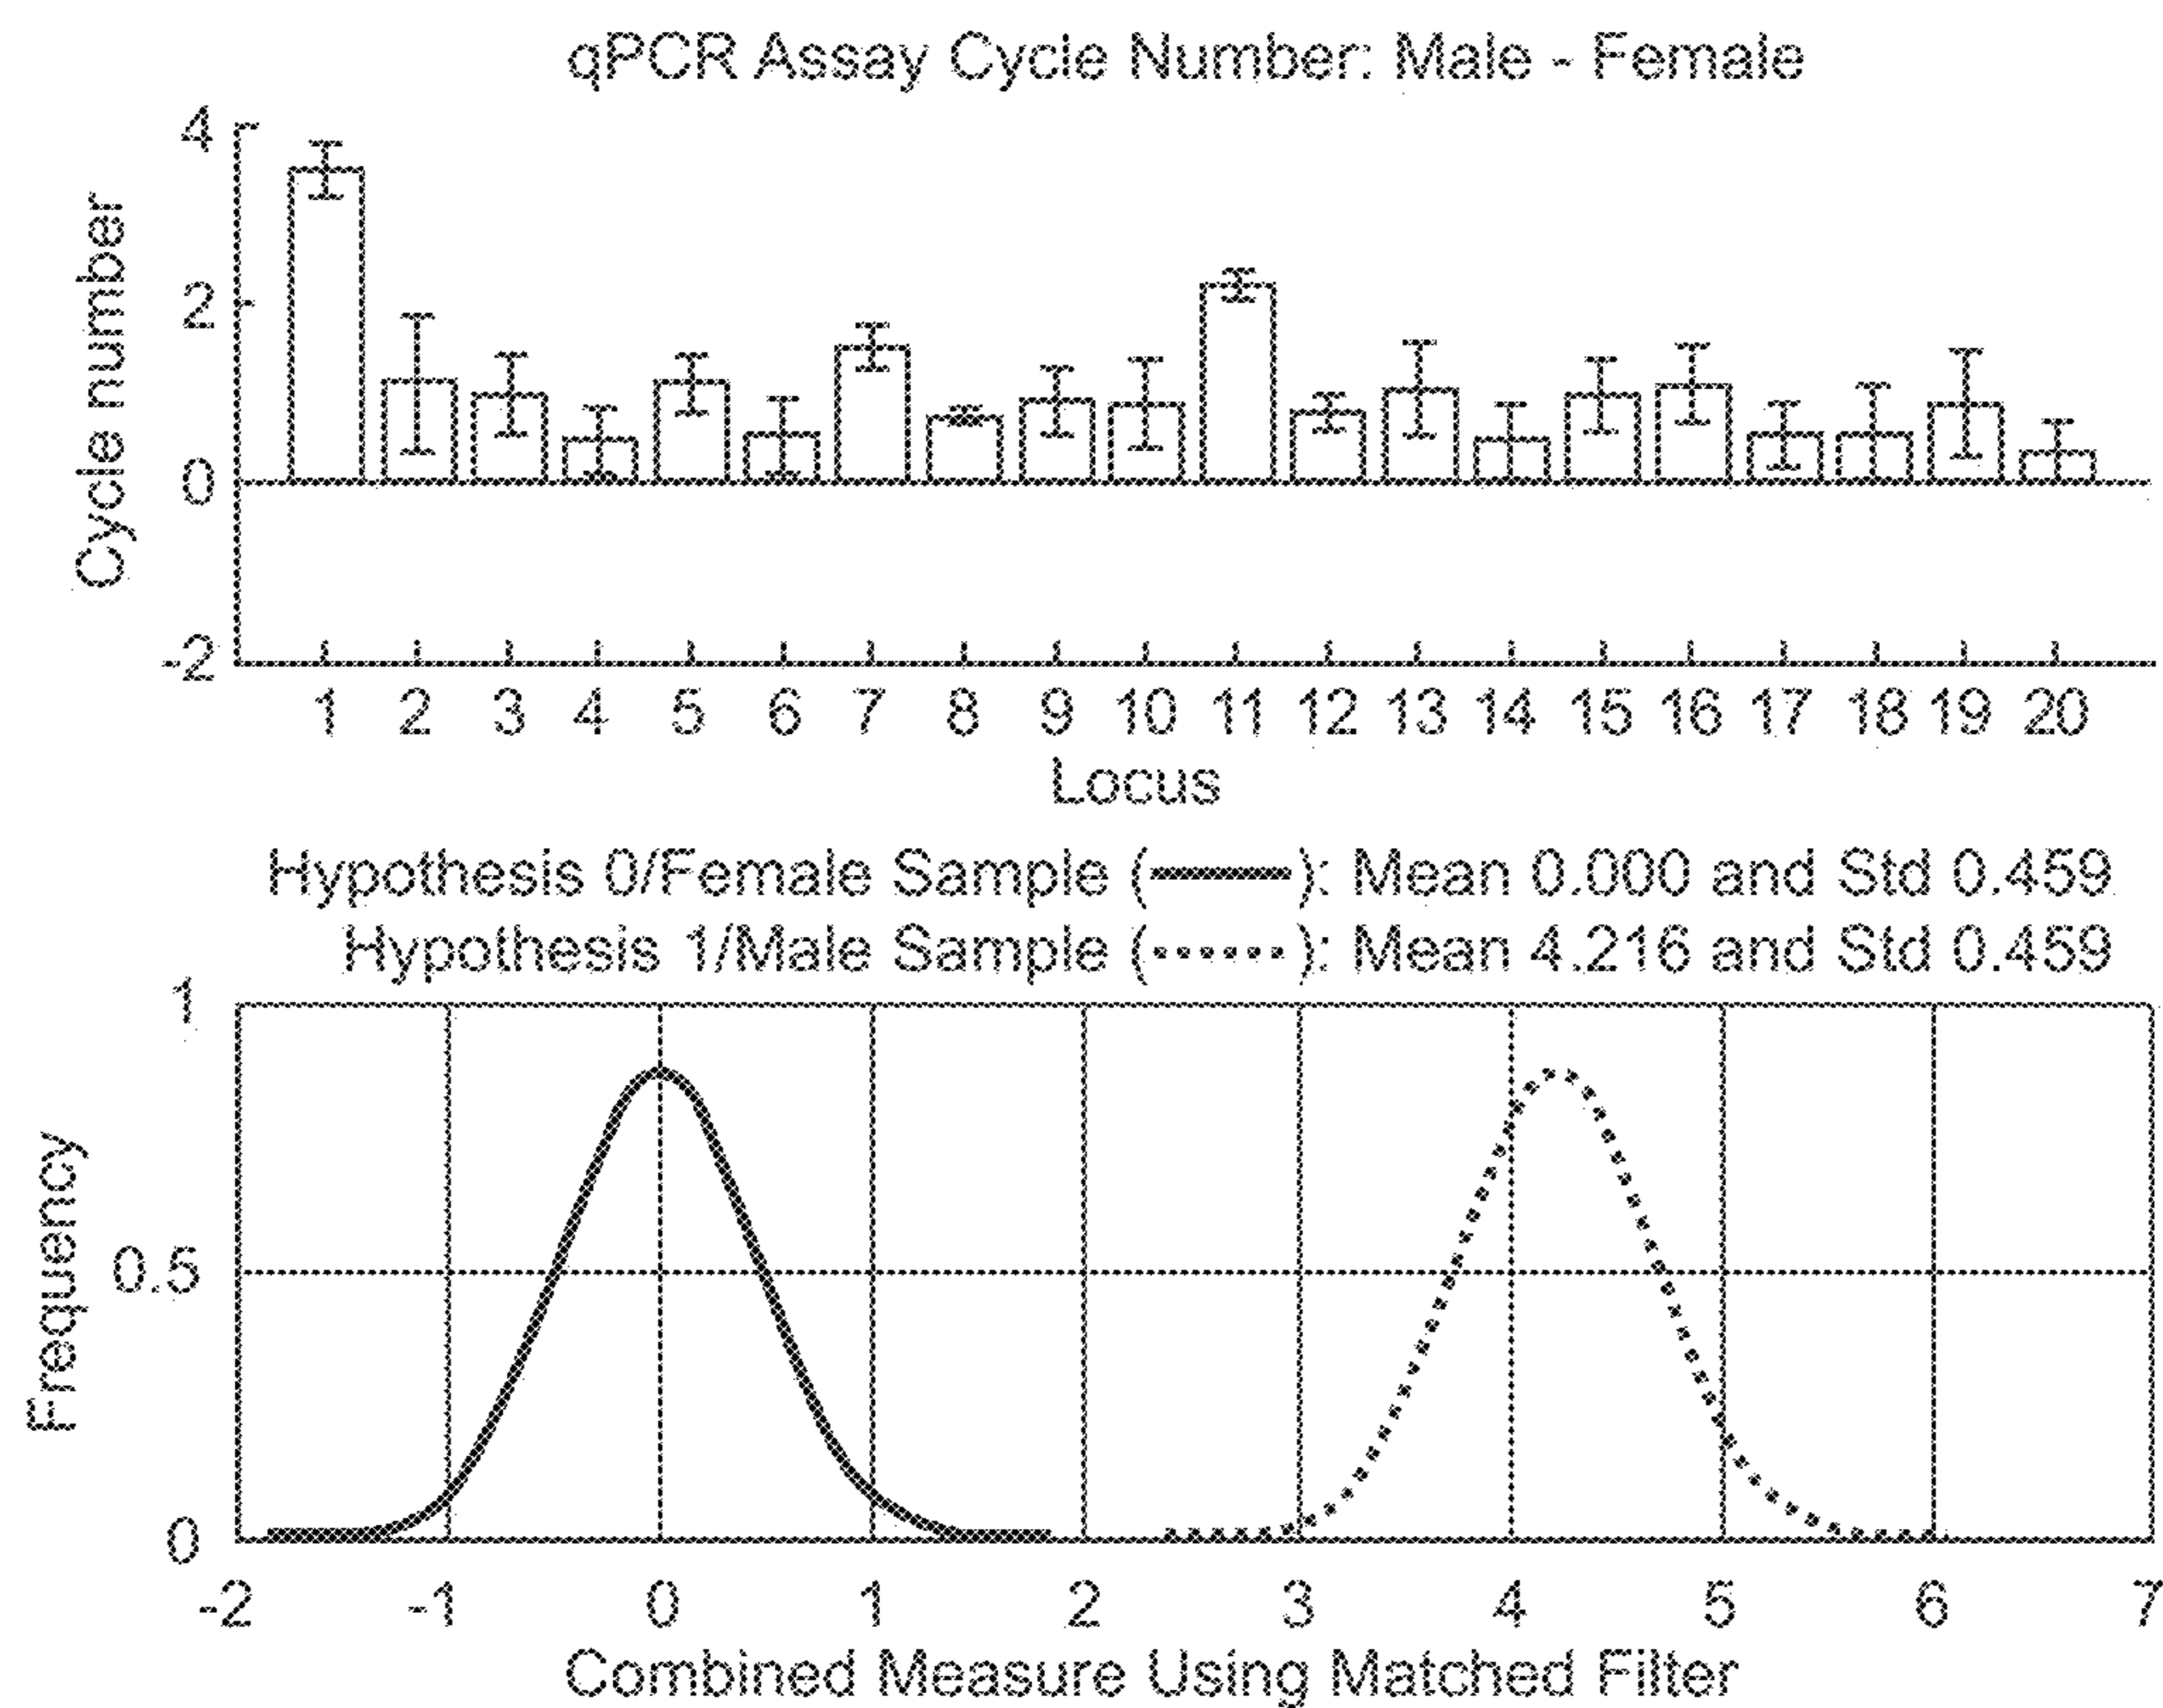 qPCR Assay Cycle Number: Male - Female
4
2
0
-2
Cycle number
1 2 3 4 5 6 7 8 9 10 11 12 13 14 15 16 17 18 19 20
Locus
Hypothesis 0/Female Sample (——): Mean 0.000 and Std 0.459
Hypothesis 1/Male Sample (······): Mean 4.216 and Std 0.459
1
0.5
0
Frequency
-2 -1 0 1 2 3 4 5 6 7
Combined Measure Using Matched Filter